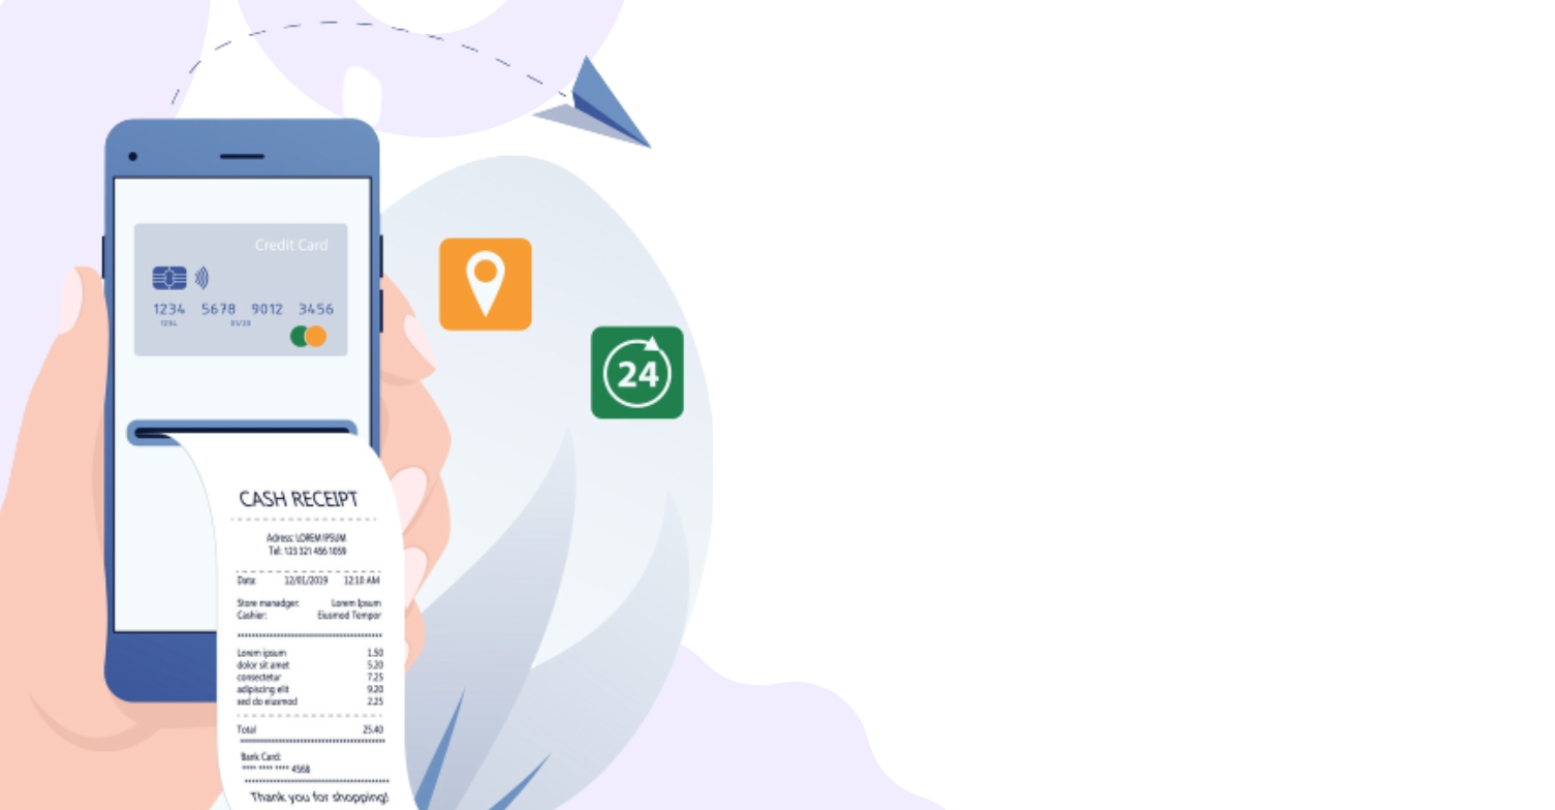 Credit Card
1234 5678 9012 3456
1234 01/20
24
CASH RECEIPT
Adress: LOREM IPSUM
Tel: 123 321 456 1059
Data: 12/01/2019 12:10 AM
Store manadger: Lorem Ipsum
Cashier: Eiusmod Tempor
Lorem ipsum 1.50
dolor sit amet 5.20
consectetur 7.25
adipiscing elit 9.20
sed do eiusmod 2.25
Total 25.40
Bank Card:
**** **** **** 4568
Thank you for shopping!